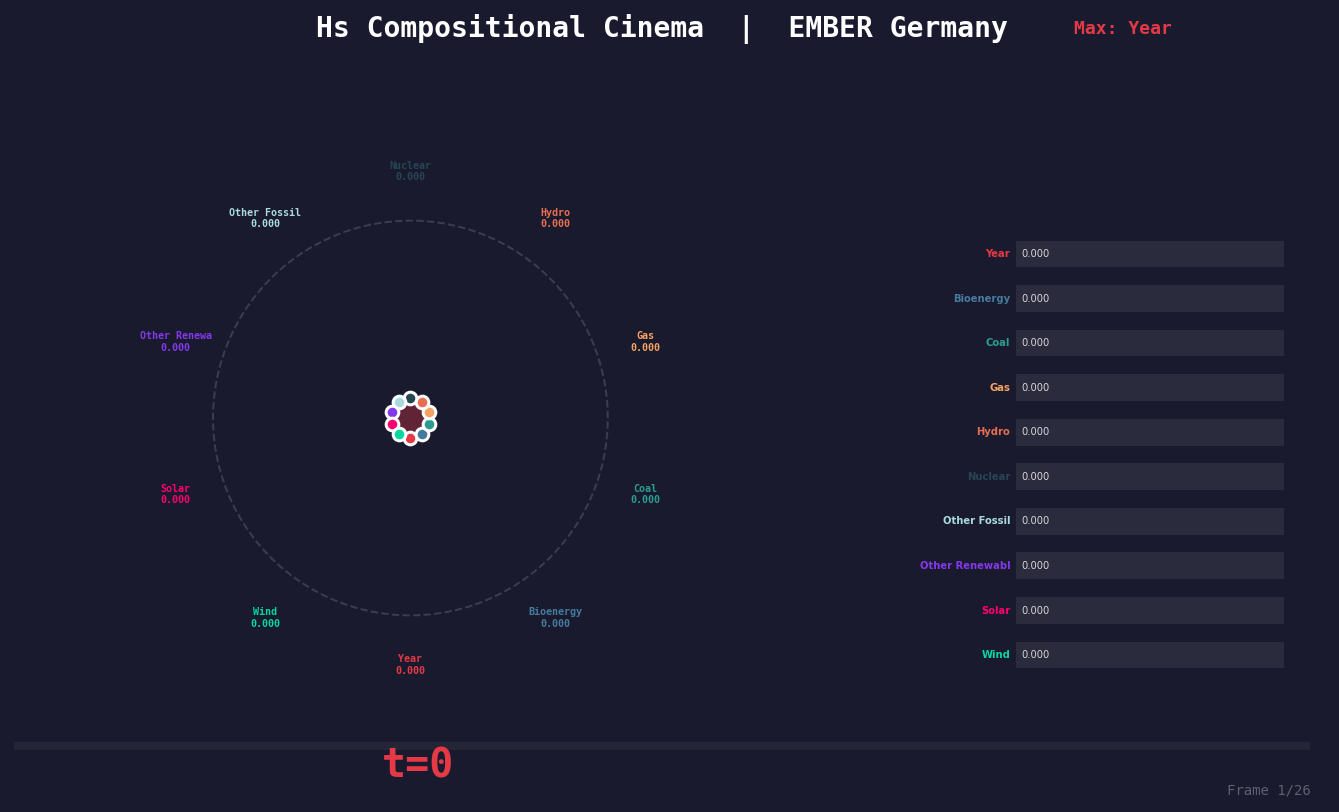 Hs Compositional Cinema | EMBER Germany
Max: Year
Nuclear
0.000
Other Fossil
0.000
Hydro
0.000
Other Renewa
0.000
Gas
0.000
Solar
0.000
Coal
0.000
Wind
0.000
Bioenergy
0.000
Year
0.000
Year 0.000
Bioenergy 0.000
Coal 0.000
Gas 0.000
Hydro 0.000
Nuclear 0.000
Other Fossil 0.000
Other Renewabl 0.000
Solar 0.000
Wind 0.000
t=0
Frame 1/26